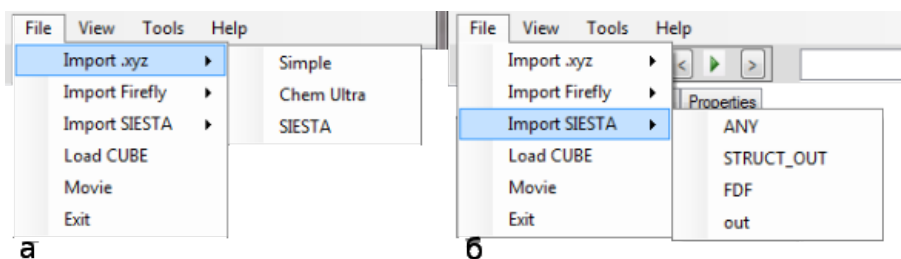 File View Tools Help
Import .xyz
Import Firefly
Import SIESTA
Load CUBE
Movie
Exit
Simple
Chem Ultra
SIESTA
а
File View Tools Help
Import .xyz
Import Firefly
Import SIESTA
Load CUBE
Movie
Exit
Properties
ANY
STRUCT_OUT
FDF
out
б